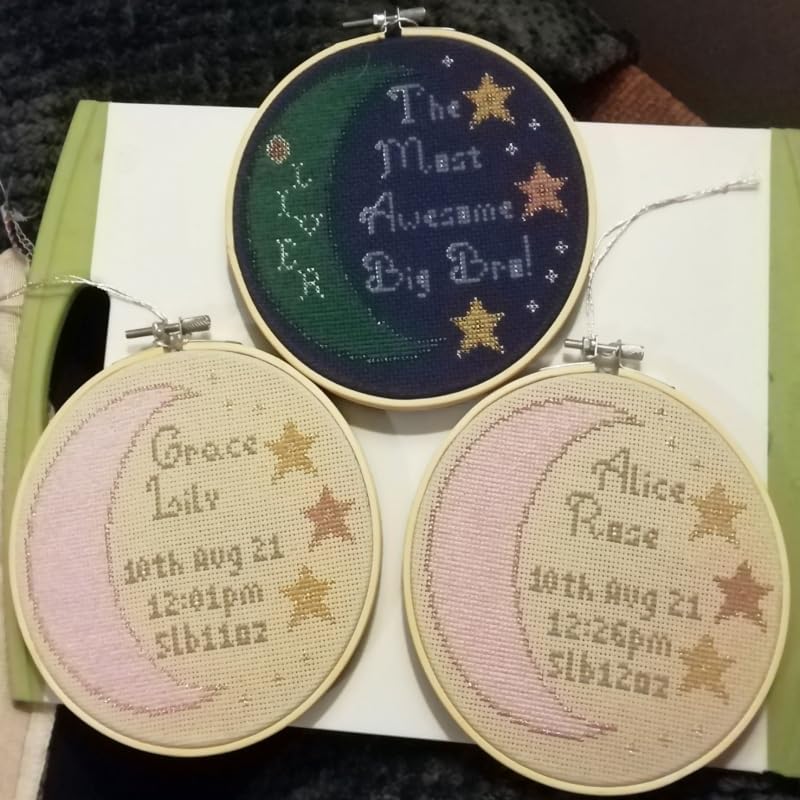 OLIVER
The
Most
Awesome
Big Bro!
Grace
Lily
10th Aug 21
12:01pm
5lb11oz
Alice
Rose
10th Aug 21
12:26pm
5lb12oz